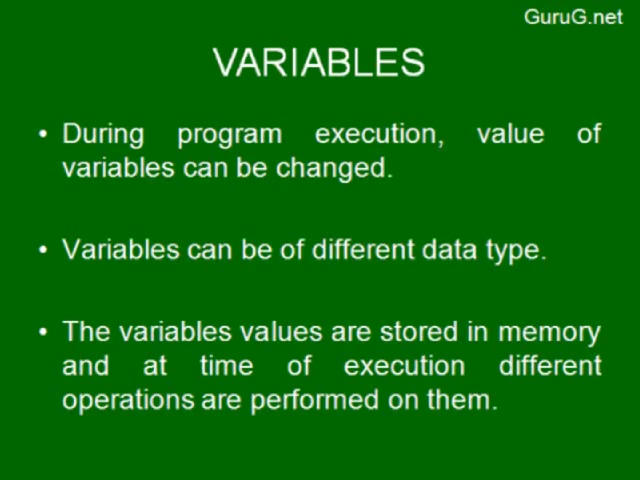 GuruG.net
VARIABLES
• During program execution, value of
variables can be changed.
• Variables can be of different data type.
• The variables values are stored in memory
and at time of execution different
operations are performed on them.